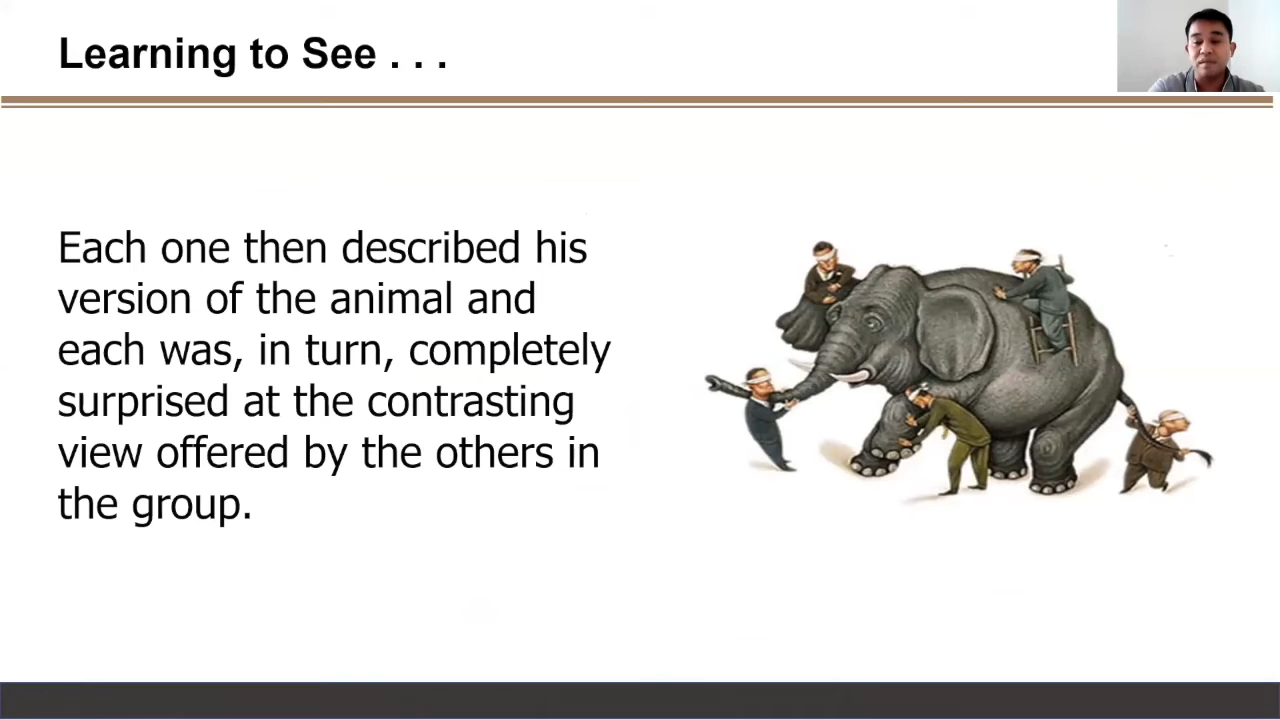 Learning to See . . .
Each one then described his
version of the animal and
each was, in turn, completely
surprised at the contrasting
view offered by the others in
the group.